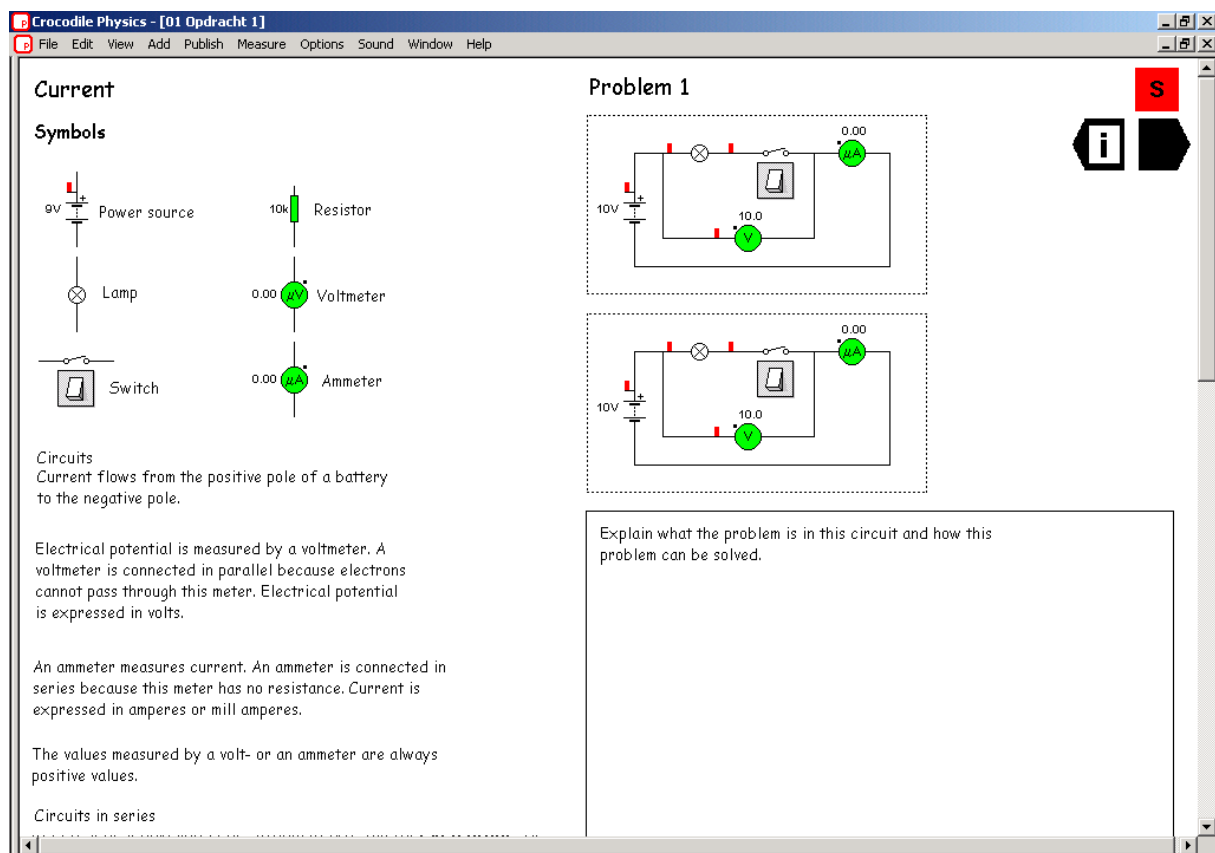 Crocodile Physics - [01 Opdracht 1]
File Edit View Add Publish Measure Options Sound Window Help
Current
Symbols
9V
Power source
10k
Resistor
Lamp
0.00
µV
Voltmeter
Switch
0.00
µA
Ammeter
Circuits
Current flows from the positive pole of a battery
to the negative pole.
Electrical potential is measured by a voltmeter. A
voltmeter is connected in parallel because electrons
cannot pass through this meter. Electrical potential
is expressed in volts.
An ammeter measures current. An ammeter is connected in
series because this meter has no resistance. Current is
expressed in amperes or mill amperes.
The values measured by a volt- or an ammeter are always
positive values.
Circuits in series
Problem 1
S
i
0.00
µA
10V
10.0
V
0.00
µA
10V
10.0
V
Explain what the problem is in this circuit and how this
problem can be solved.